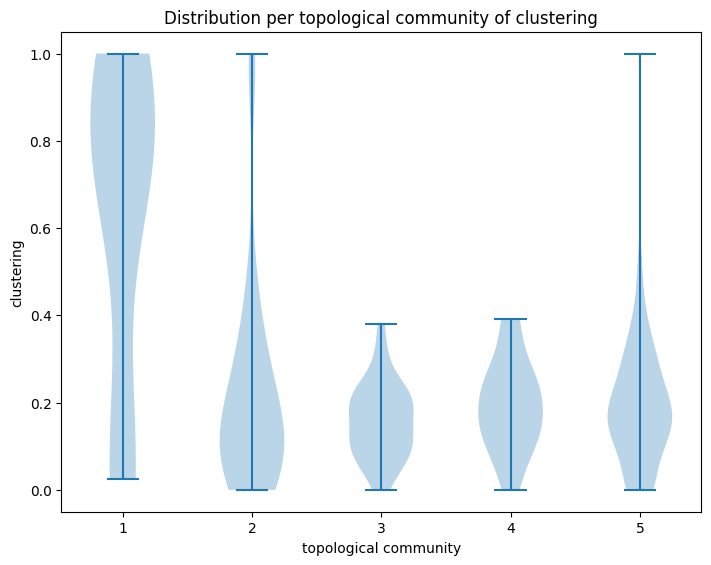 Distribution per topological community of clustering
clustering
1.0
0.8
0.6
0.4
0.2
0.0
1 2 3 4 5
topological community